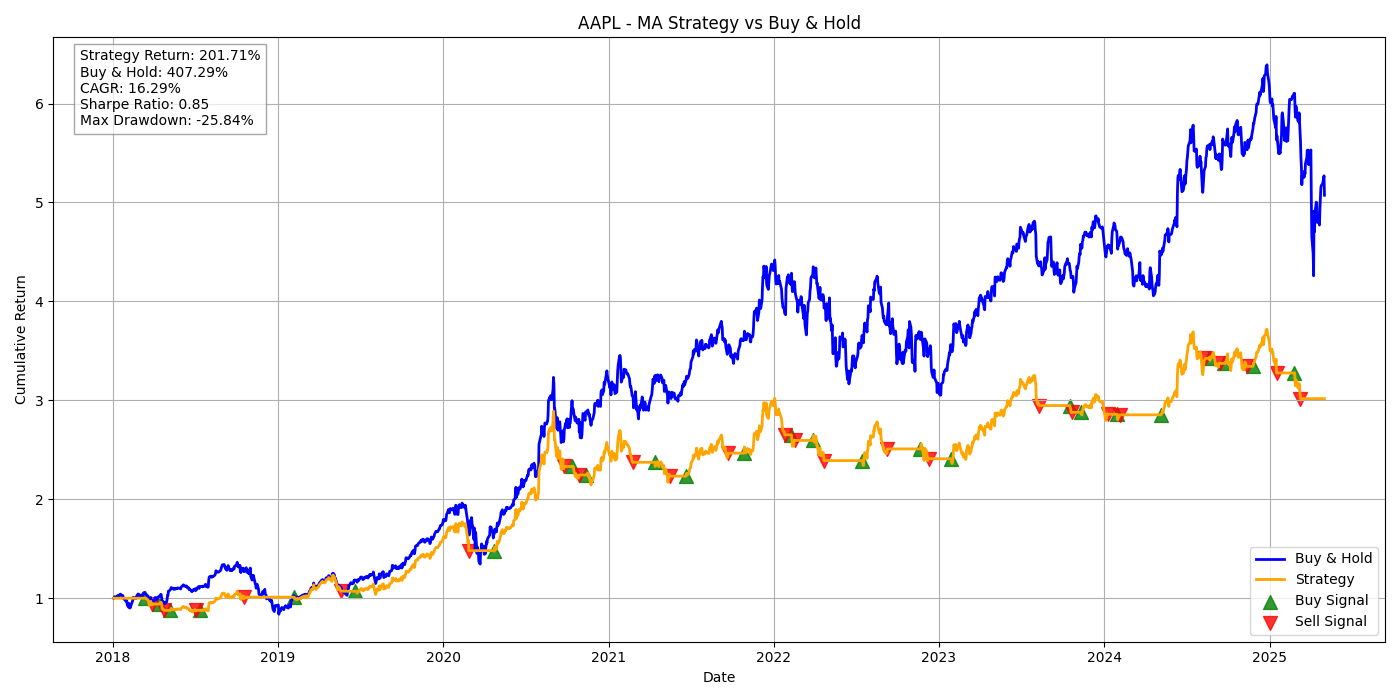 AAPL - MA Strategy vs Buy & Hold
Strategy Return: 201.71%
Buy & Hold: 407.29%
CAGR: 16.29%
Sharpe Ratio: 0.85
Max Drawdown: -25.84%
Cumulative Return
6
5
4
3
2
1
Buy & Hold
Strategy
Buy Signal
Sell Signal
2018 2019 2020 2021 2022 2023 2024 2025
Date